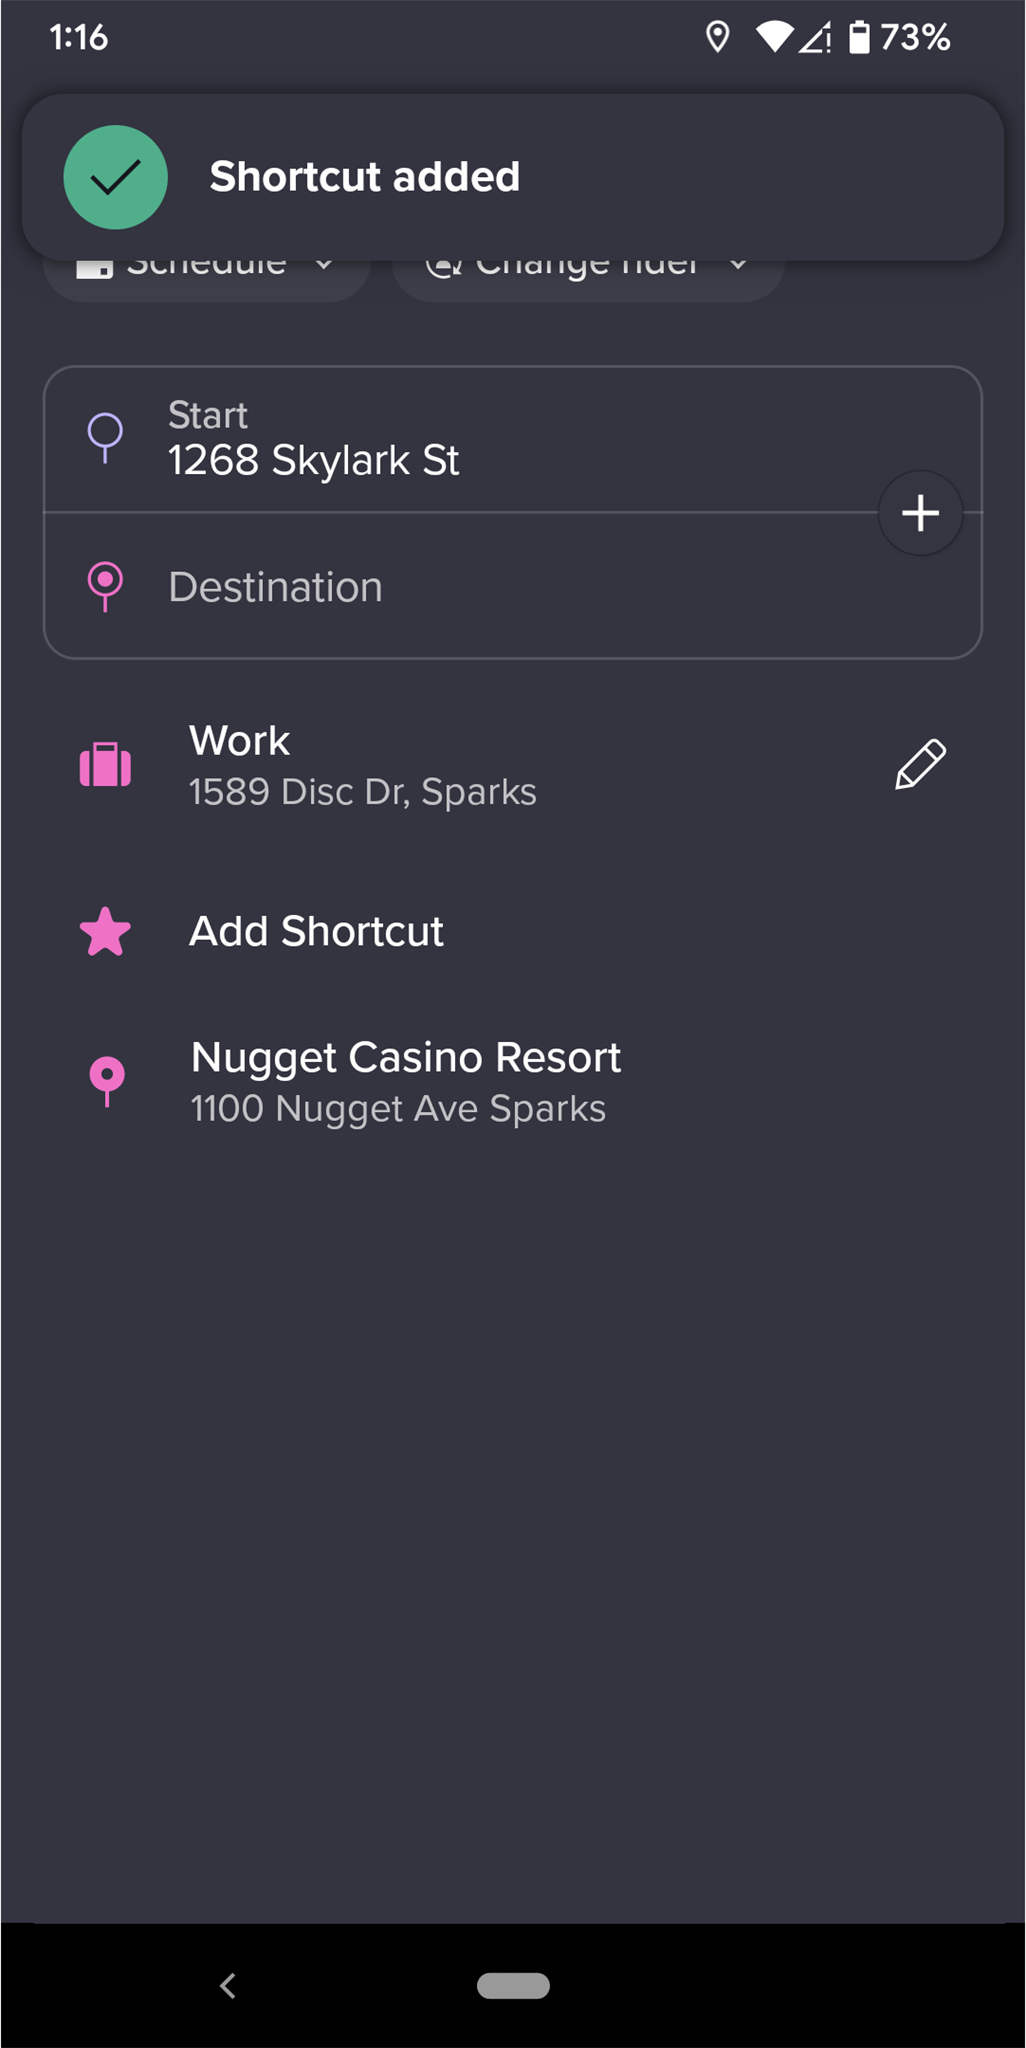 1:16
73%
Shortcut added
Schedule
Change rider
Start
1268 Skylark St
Destination
Work
1589 Disc Dr, Sparks
Add Shortcut
Nugget Casino Resort
1100 Nugget Ave Sparks